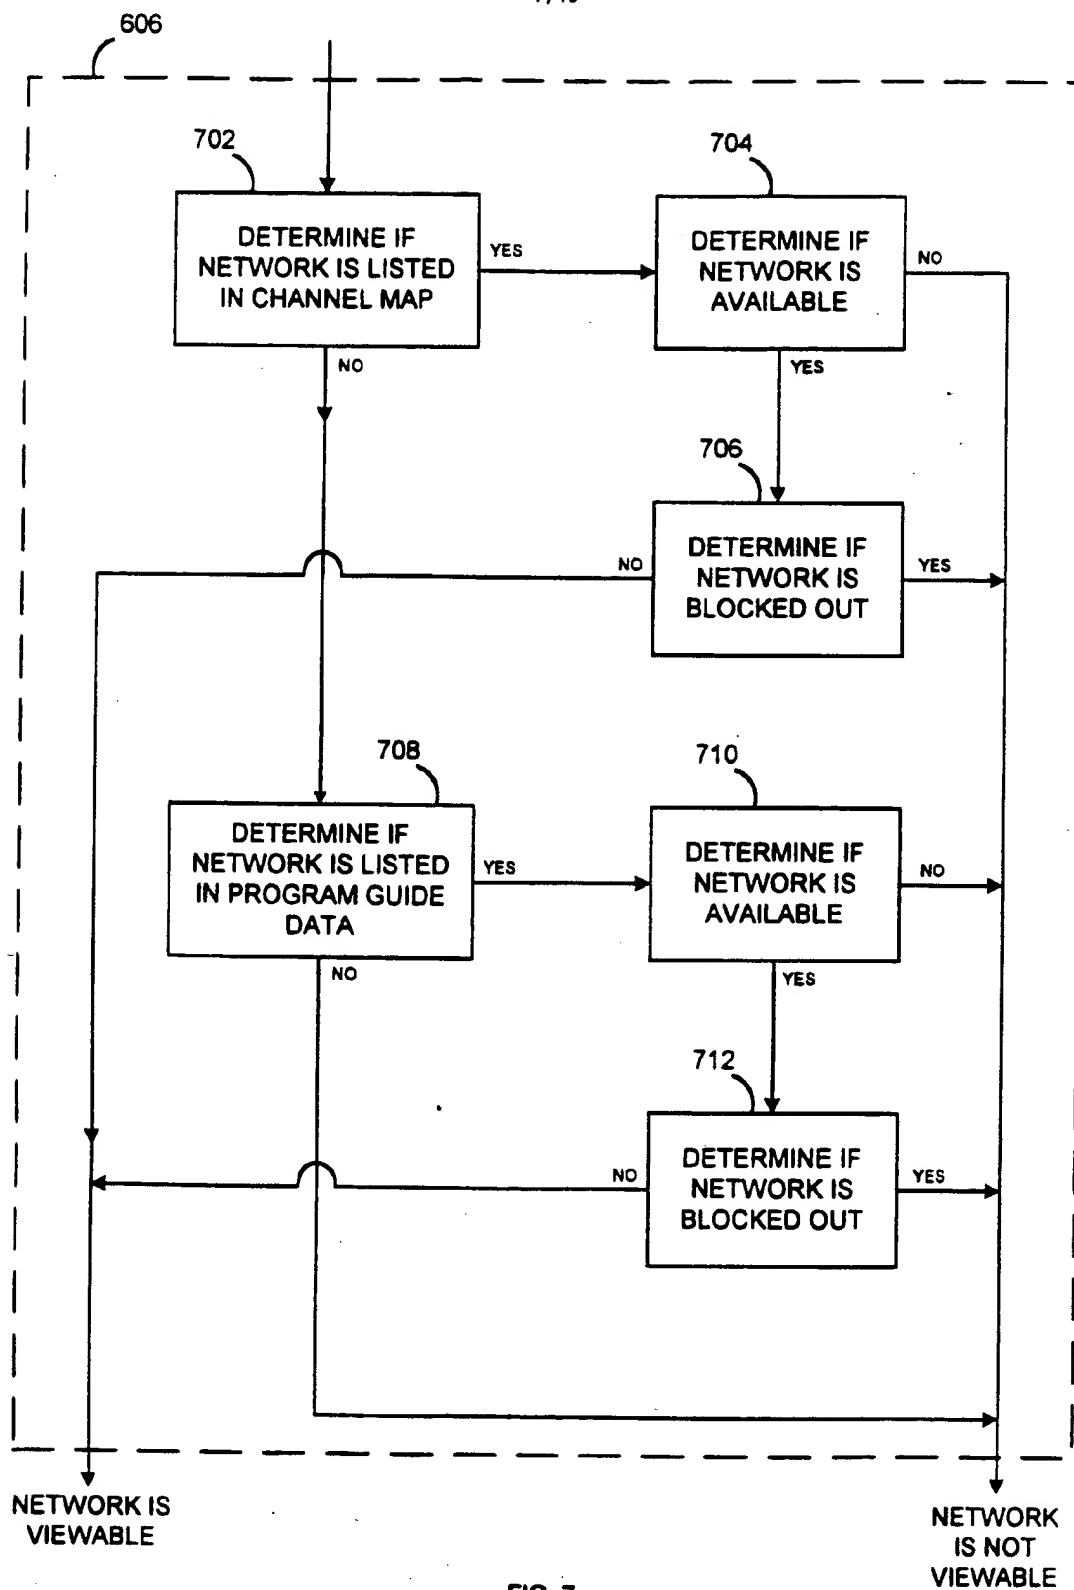 606
702
704
DETERMINE IF
NETWORK IS LISTED
IN CHANNEL MAP
YES
DETERMINE IF
NETWORK IS
AVAILABLE
NO
NO
YES
706
DETERMINE IF
NETWORK IS
BLOCKED OUT
NO
YES
708
710
DETERMINE IF
NETWORK IS LISTED
IN PROGRAM GUIDE
DATA
YES
DETERMINE IF
NETWORK IS
AVAILABLE
NO
NO
YES
712
DETERMINE IF
NETWORK IS
BLOCKED OUT
NO
YES
NETWORK IS
VIEWABLE
NETWORK
IS NOT
VIEWABLE